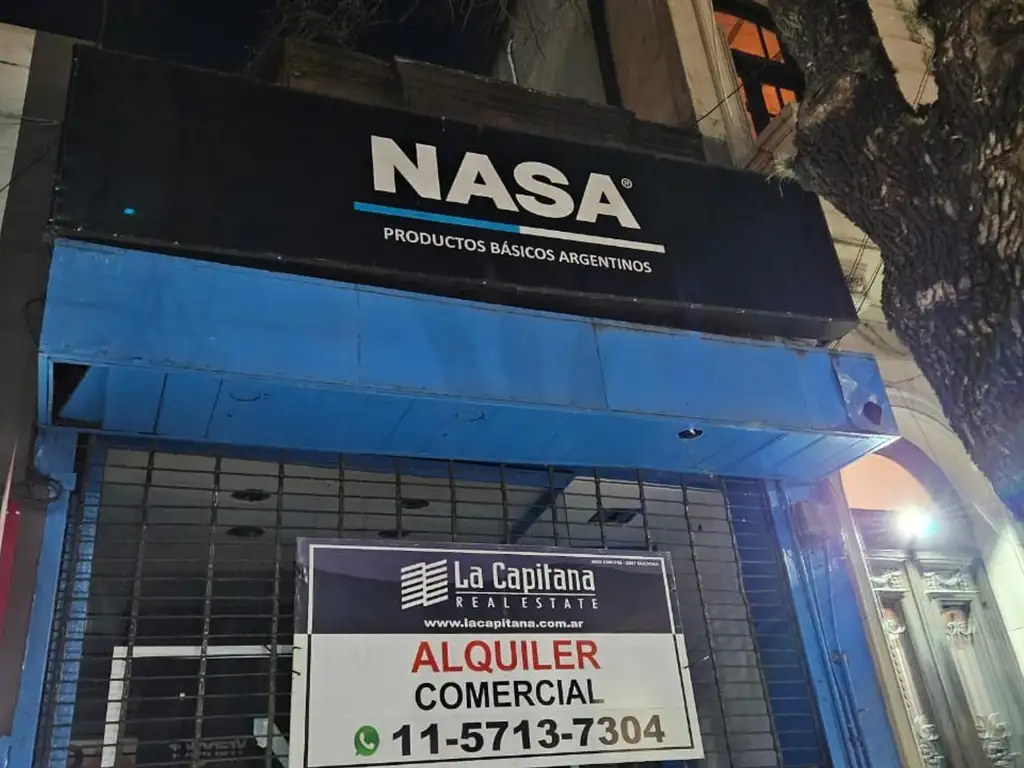 NASA®
PRODUCTOS BÁSICOS ARGENTINOS
La Capitana
REAL ESTATE
www.lacapitana.com.ar
ALQUILER
COMERCIAL
11-5713-7304